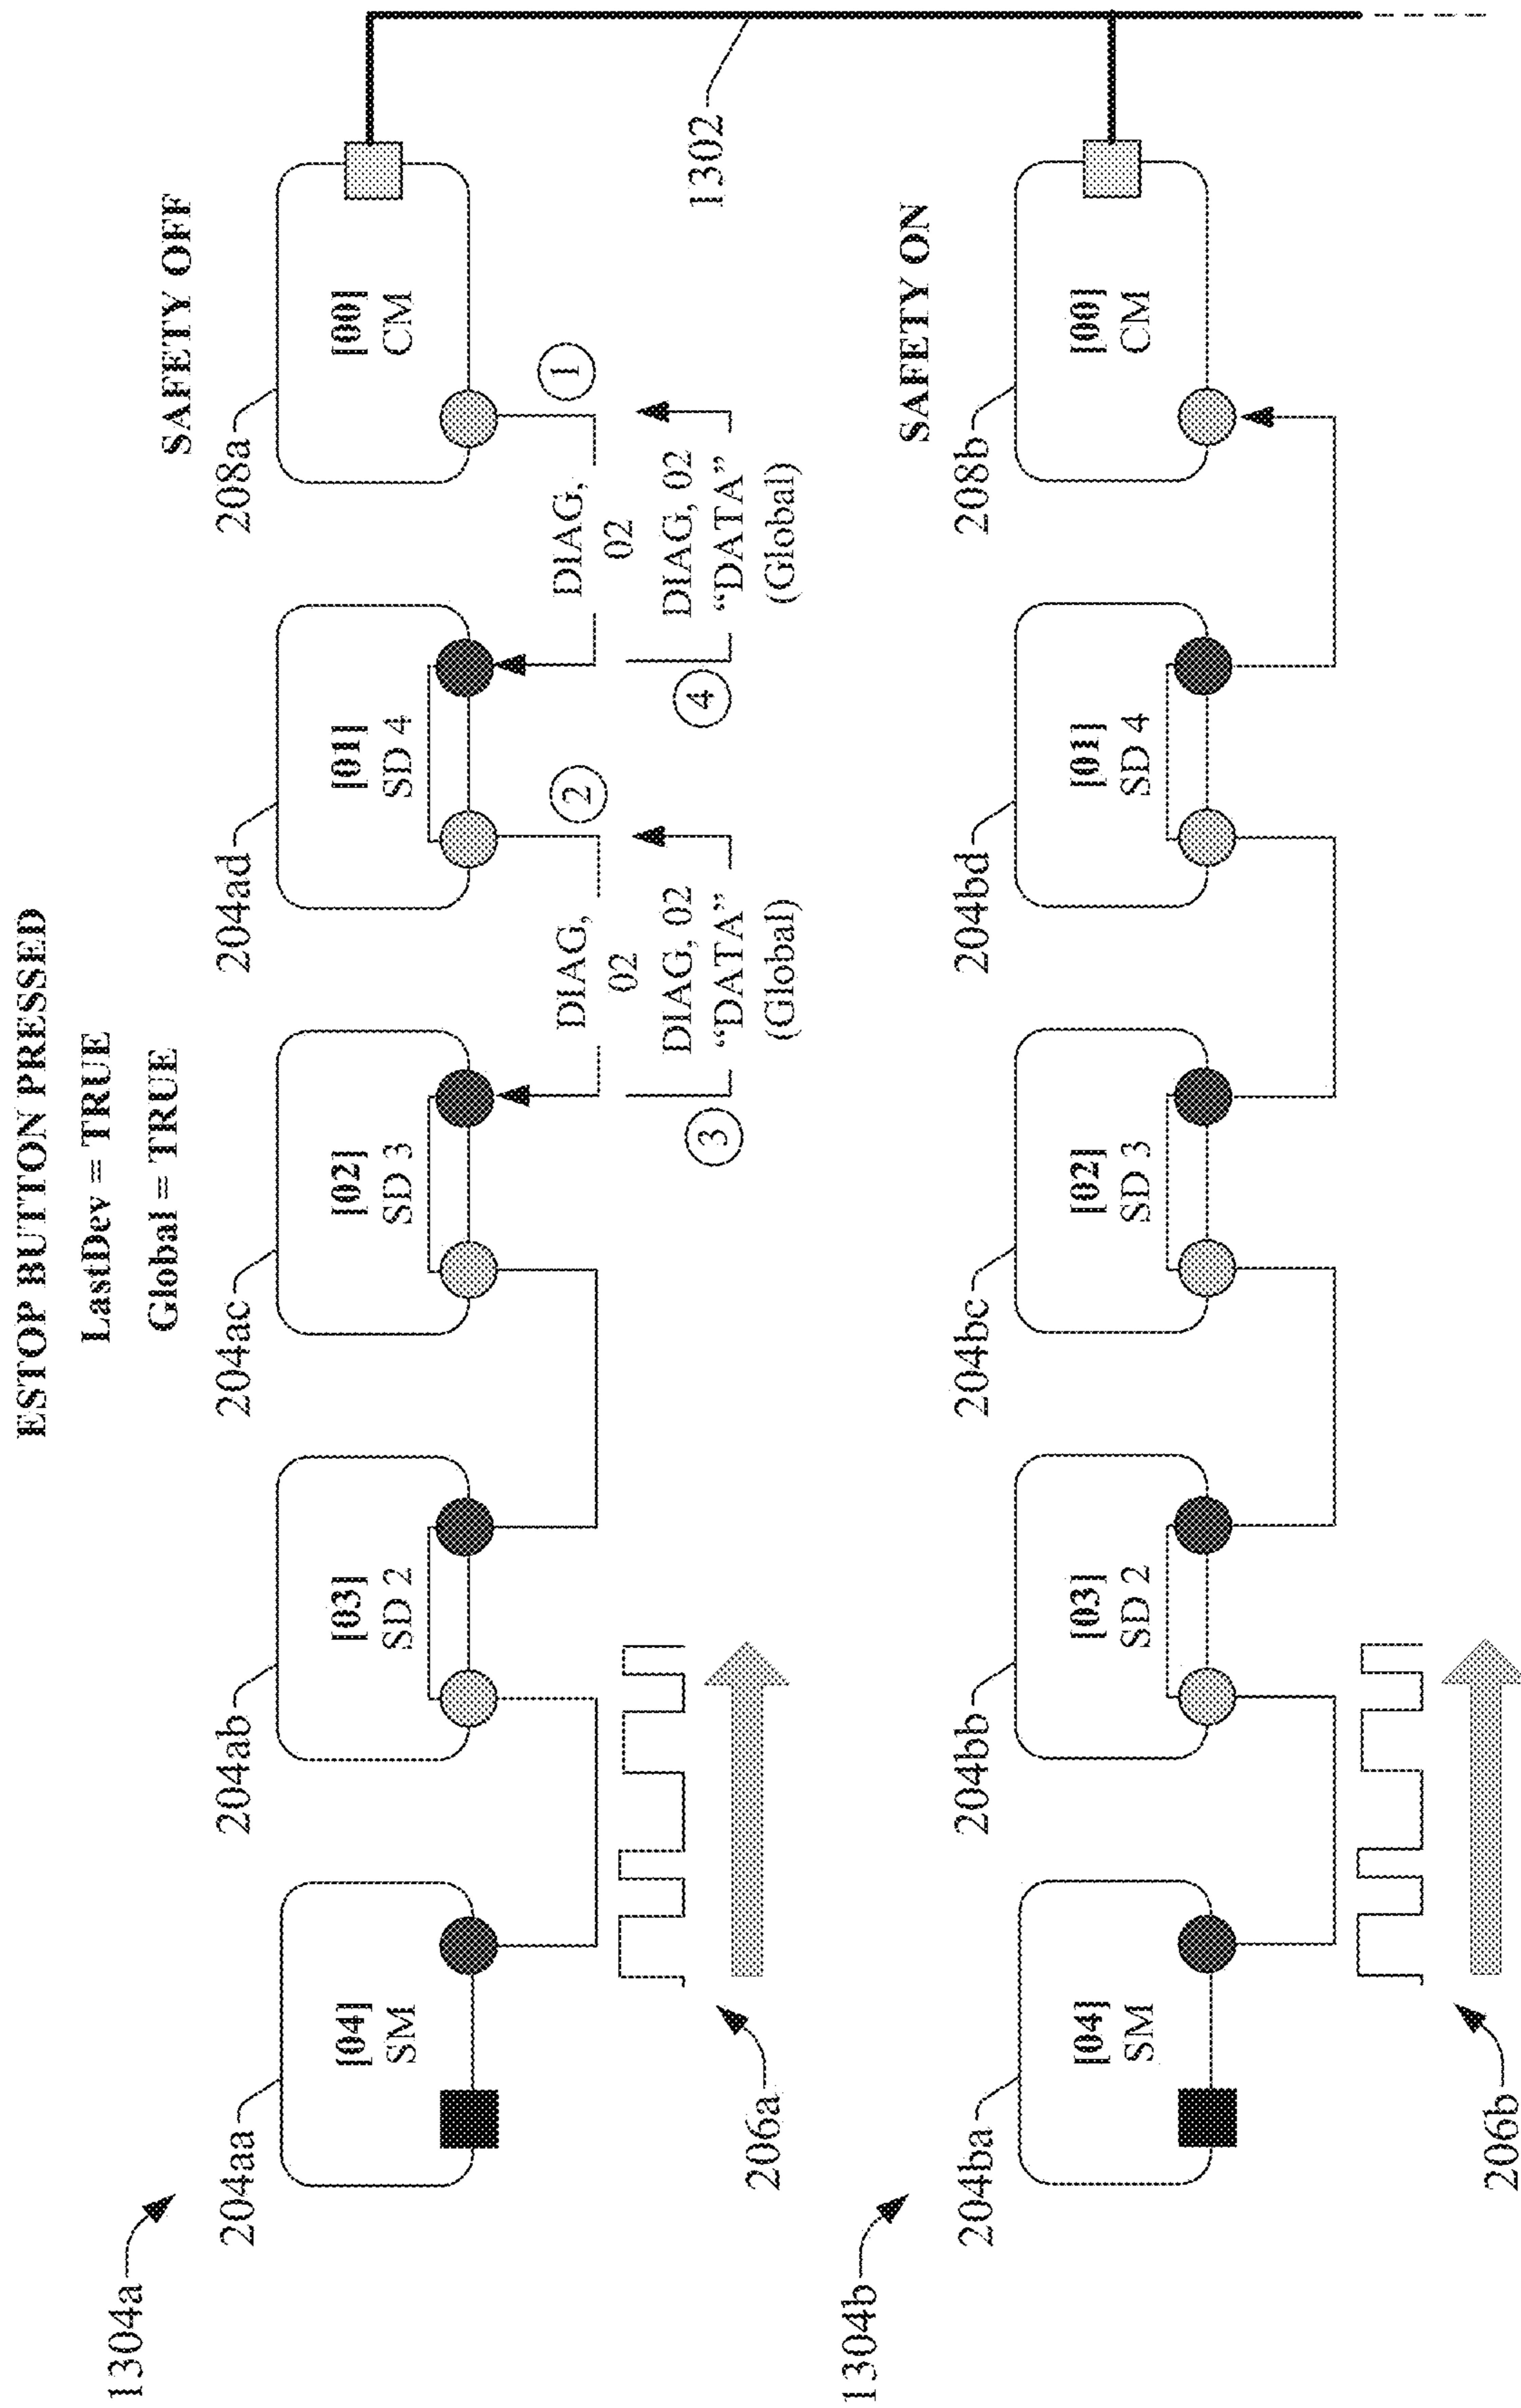 ESTOP BUTTON PRESSED
LastDev = TRUE
Global = TRUE
1304a
SAFETY OFF
204aa
204ab
204ac
204ad
208a
[04]
SM
[03]
SD 2
[02]
SD 3
[01]
SD 4
[00]
CM
206a
2
1
DIAG,
02
DIAG,
02
3
DIAG, 02
"DATA"
(Global)
4
DIAG, 02
"DATA"
(Global)
1302
1304b
SAFETY ON
204ba
204bb
204bc
204bd
208b
[04]
SM
[03]
SD 2
[02]
SD 3
[01]
SD 4
[00]
CM
206b